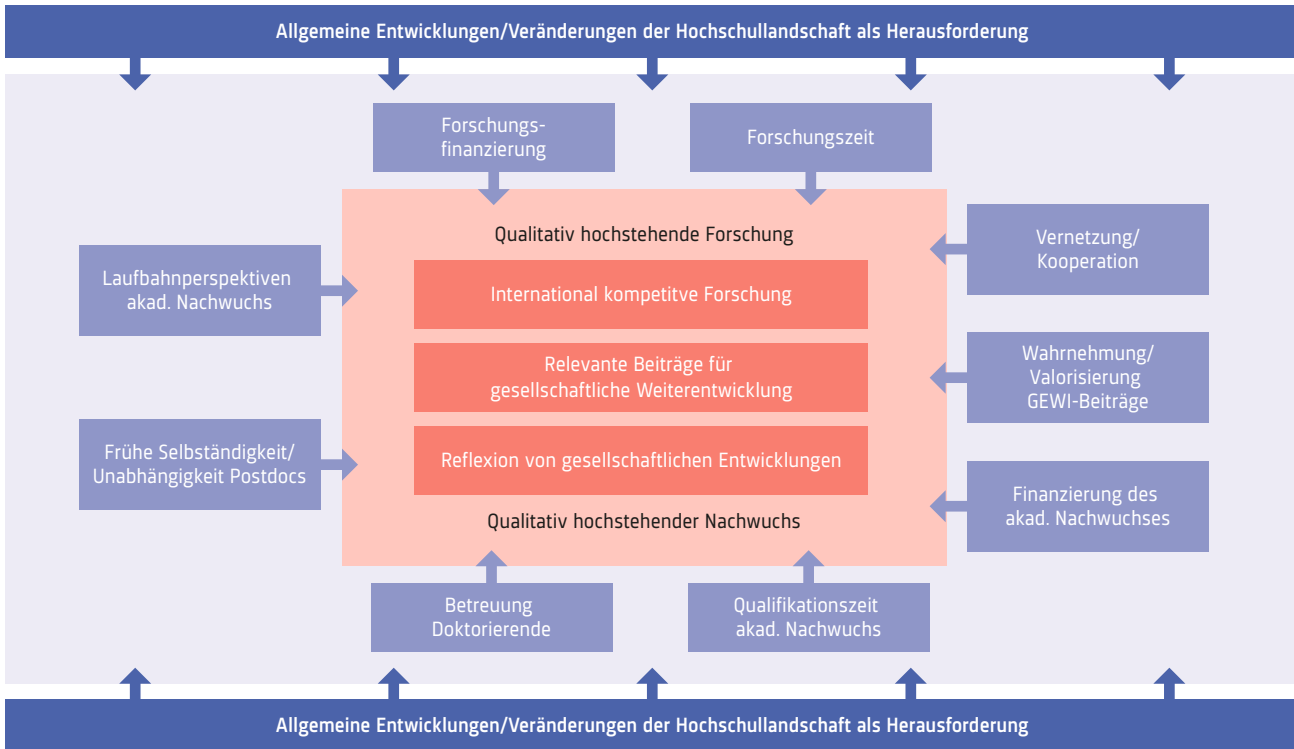 Allgemeine Entwicklungen/Veränderungen der Hochschullandschaft als Herausforderung
Forschungs-
finanzierung
Forschungszeit
Qualitativ hochstehende Forschung
Vernetzung/
Kooperation
Laufbahnperspektiven
akad. Nachwuchs
International kompetitve Forschung
Relevante Beiträge für
gesellschaftliche Weiterentwicklung
Wahrnehmung/
Valorisierung
GEWI-Beiträge
Frühe Selbständigkeit/
Unabhängigkeit Postdocs
Reflexion von gesellschaftlichen Entwicklungen
Finanzierung des
akad. Nachwuchses
Qualitativ hochstehender Nachwuchs
Betreuung
Doktorierende
Qualifikationszeit
akad. Nachwuchs
Allgemeine Entwicklungen/Veränderungen der Hochschullandschaft als Herausforderung